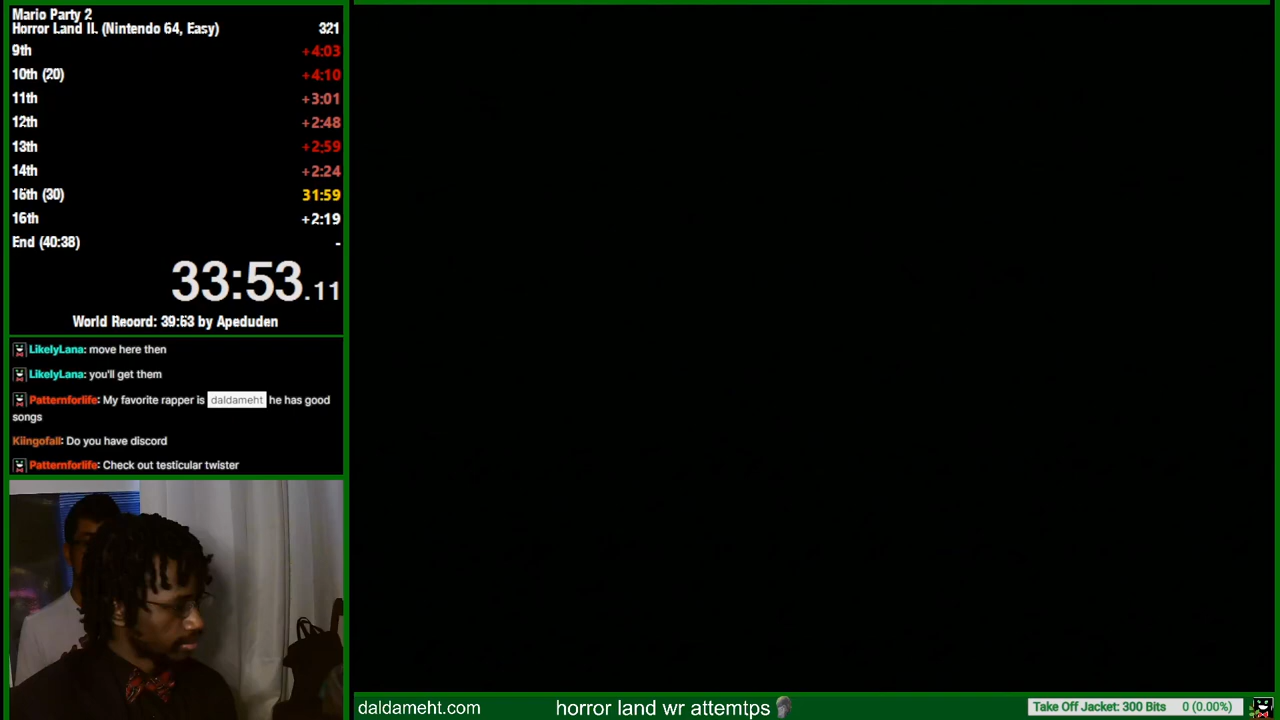 Mario Party 2
Horror Land II. (Nintendo 64, Easy) 321
9th +4:03
10th (20) +4:10
11th +3:01
12th +2:48
13th +2:59
14th +2:24
15th (30) 31:59
16th +2:19
End (40:38) -
33:53.11
World Record: 39:53 by Apeduden
LikelyLana: move here then
LikelyLana: you'll get them
Patternforlife: My favorite rapper is daldameht he has good
songs
Kiingofall: Do you have discord
Patternforlife: Check out testicular twister
daldameht.com horror land wr attemtps Take Off Jacket: 300 Bits 0 (0.00%)